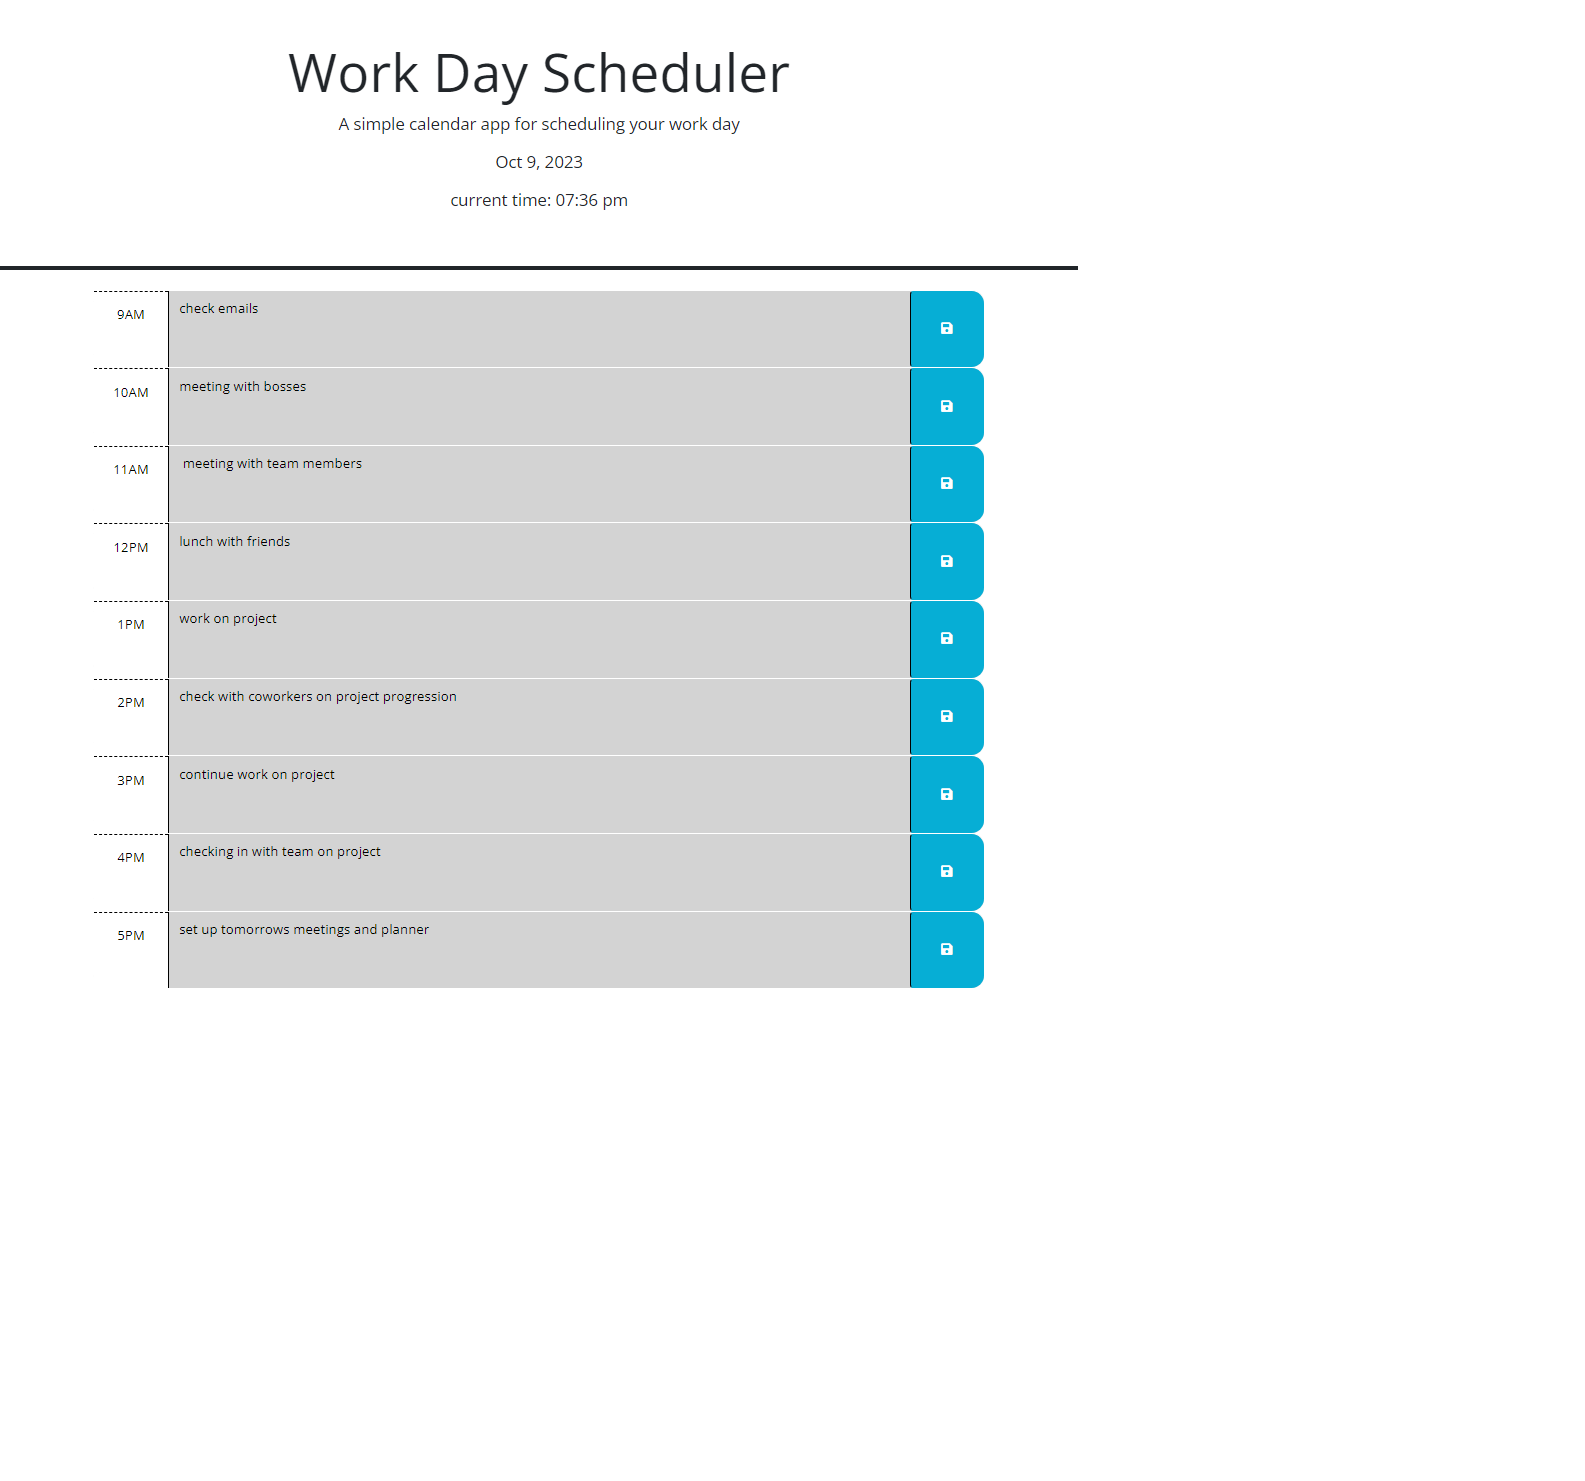 Work Day Scheduler
A simple calendar app for scheduling your work day
Oct 9, 2023
current time: 07:36 pm
9AM check emails
10AM meeting with bosses
11AM meeting with team members
12PM lunch with friends
1PM work on project
2PM check with coworkers on project progression
3PM continue work on project
4PM checking in with team on project
5PM set up tomorrows meetings and planner